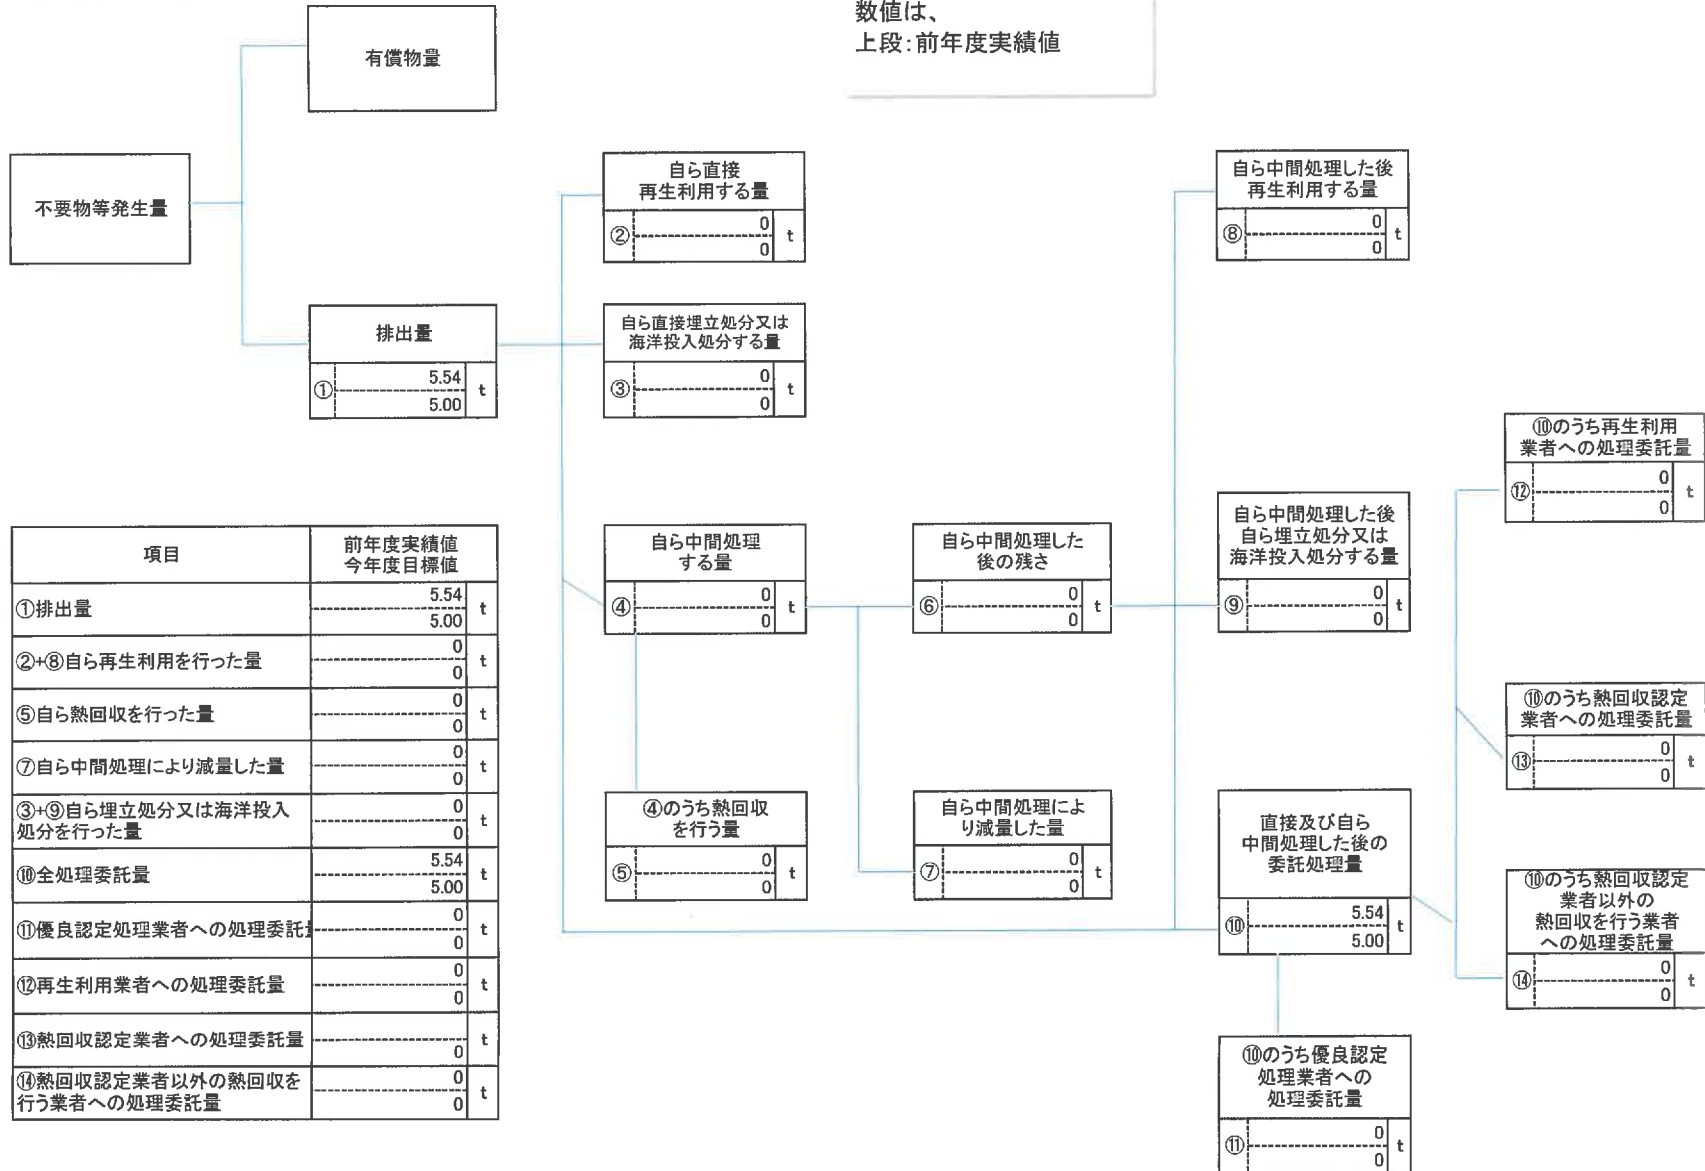 数値は、
上段:前年度実績値
有償物量
不要物等発生量
排出量
① 5.54 t
5.00
自ら直接
再生利用する量
② 0 t
0
自ら直接埋立処分又は
海洋投入処分する量
③ 0 t
0
自ら中間処理
する量
④ 0 t
0
④のうち熱回収
を行う量
⑤ 0 t
0
自ら中間処理した
後の残さ
⑥ 0 t
0
自ら中間処理によ
り減量した量
⑦ 0 t
0
自ら中間処理した後
再生利用する量
⑧ 0 t
0
自ら中間処理した後
自ら埋立処分又は
海洋投入処分する量
⑨ 0 t
0
直接及び自ら
中間処理した後の
委託処理量
⑩ 5.54 t
5.00
⑩のうち優良認定
処理業者への
処理委託量
⑪ 0 t
0
⑩のうち再生利用
業者への処理委託量
⑫ 0 t
0
⑩のうち熱回収認定
業者への処理委託量
⑬ 0 t
0
⑩のうち熱回収認定
業者以外の
熱回収を行う業者
への処理委託量
⑭ 0 t
0
項目 前年度実績値
今年度目標値
①排出量 5.54 t
5.00
②+⑧自ら再生利用を行った量 0 t
0
⑤自ら熱回収を行った量 0 t
0
⑦自ら中間処理により減量した量 0 t
0
③+⑨自ら埋立処分又は海洋投入
処分を行った量 0 t
0
⑩全処理委託量 5.54 t
5.00
⑪優良認定処理業者への処理委託 0 t
0
⑫再生利用業者への処理委託量 0 t
0
⑬熱回収認定業者への処理委託量 t
0
⑭熱回収認定業者以外の熱回収を
行う業者への処理委託量 0 t
0